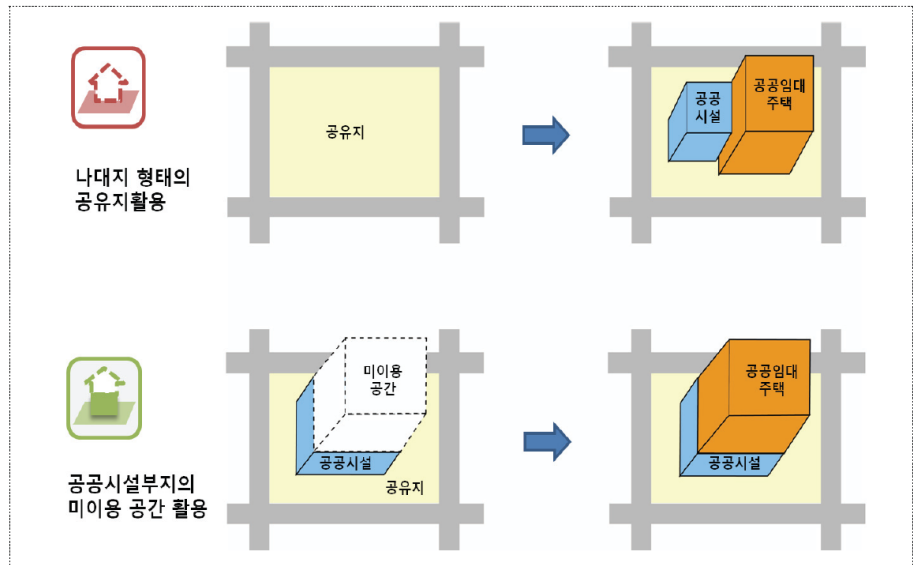 공유지
공공
시설
공공임대
주택
나대지 형태의
공유지활용
미이용
공간
공공시설
공유지
공공임대
주택
공공시설
공공시설부지의
미이용 공간 활용